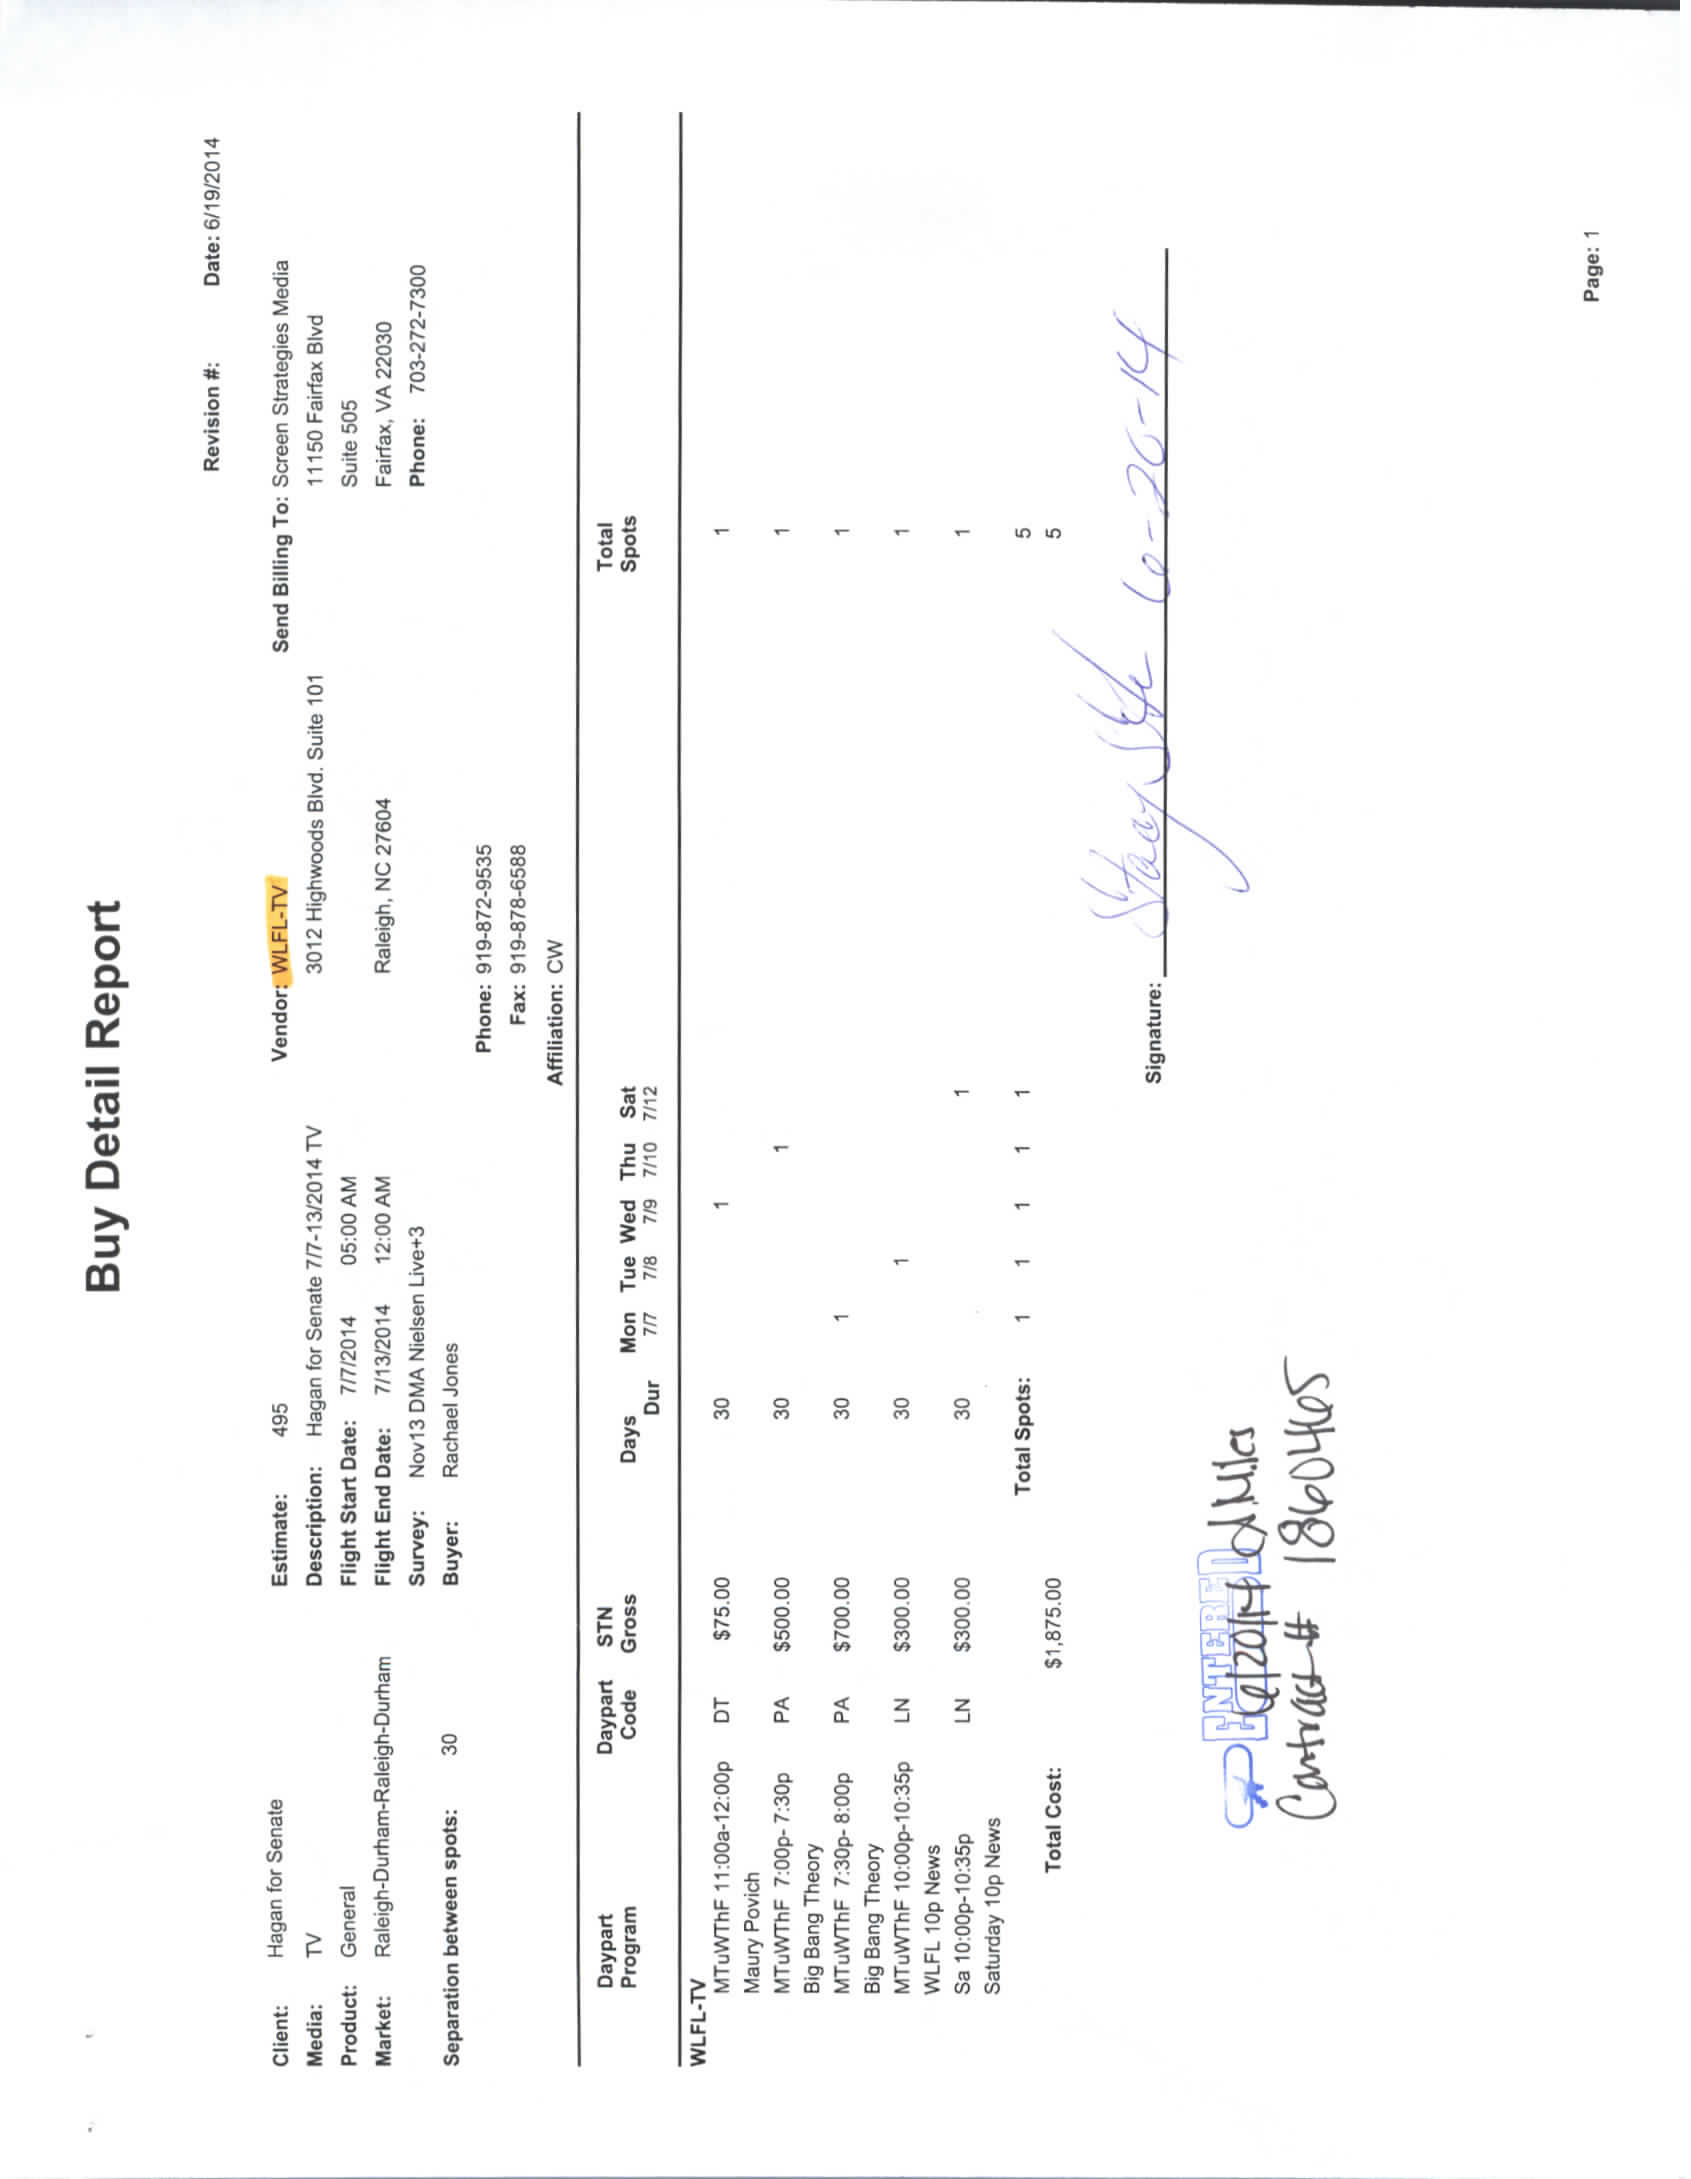 Buy Detail Report
Revision #: Date: 6/19/2014
Client: Hagan for Senate Estimate: 495 Vendor: WLFL-TV Send Billing To: Screen Strategies Media
Media: TV Description: Hagan for Senate 7/7-13/2014 TV 3012 Highwoods Blvd. Suite 101 11150 Fairfax Blvd
Product: General Flight Start Date: 7/7/2014 05:00 AM Suite 505
Market: Raleigh-Durham-Raleigh-Durham Flight End Date: 7/13/2014 12:00 AM Raleigh, NC 27604 Fairfax, VA 22030
Survey: Nov13 DMA Nielsen Live+3 Phone: 703-272-7300
Separation between spots: 30 Buyer: Rachael Jones
Phone: 919-872-9535
Fax: 919-878-6588
Affiliation: CW
Daypart Daypart STN Days Mon Tue Wed Thu Sat Total
Program Code Gross Dur 7/7 7/8 7/9 7/10 7/12 Spots
WLFL-TV
MTuWThF 11:00a-12:00p DT $75.00 30 1 1
Maury Povich
MTuWThF 7:00p- 7:30p PA $500.00 30 1 1
Big Bang Theory
MTuWThF 7:30p- 8:00p PA $700.00 30 1 1
Big Bang Theory
MTuWThF 10:00p-10:35p LN $300.00 30 1 1
WLFL 10p News
Sa 10:00p-10:35p LN $300.00 30 1 1
Saturday 10p News
Total Spots: 1 1 1 1 1 5
Total Cost: $1,875.00 5
Signature: Stacy 6-20-14
ENTERED
6/20/14
Contract # 1860465
Page: 1